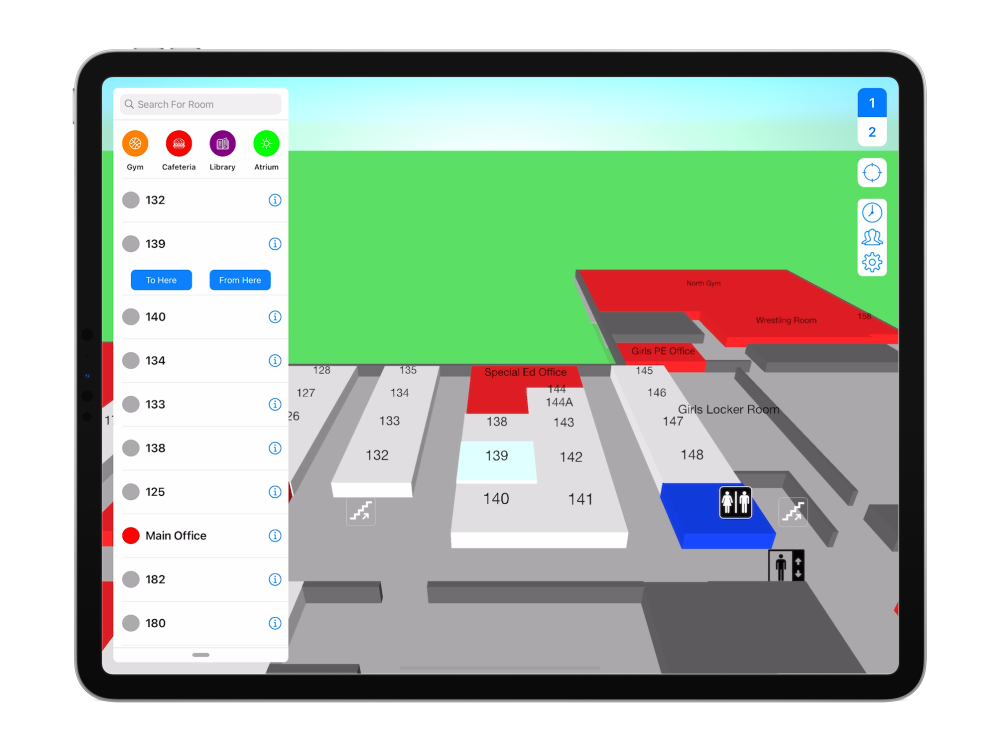 Search For Room
Gym
Cafeteria
Library
Atrium
132
139
To Here
From Here
140
134
133
138
125
Main Office
182
180
1
2
North Gym
Wrestling Room
158
Girls PE Office
128
135
Special Ed Office
145
127
134
144
146
144A
Girls Locker Room
26
133
138
143
147
132
139
142
148
140
141